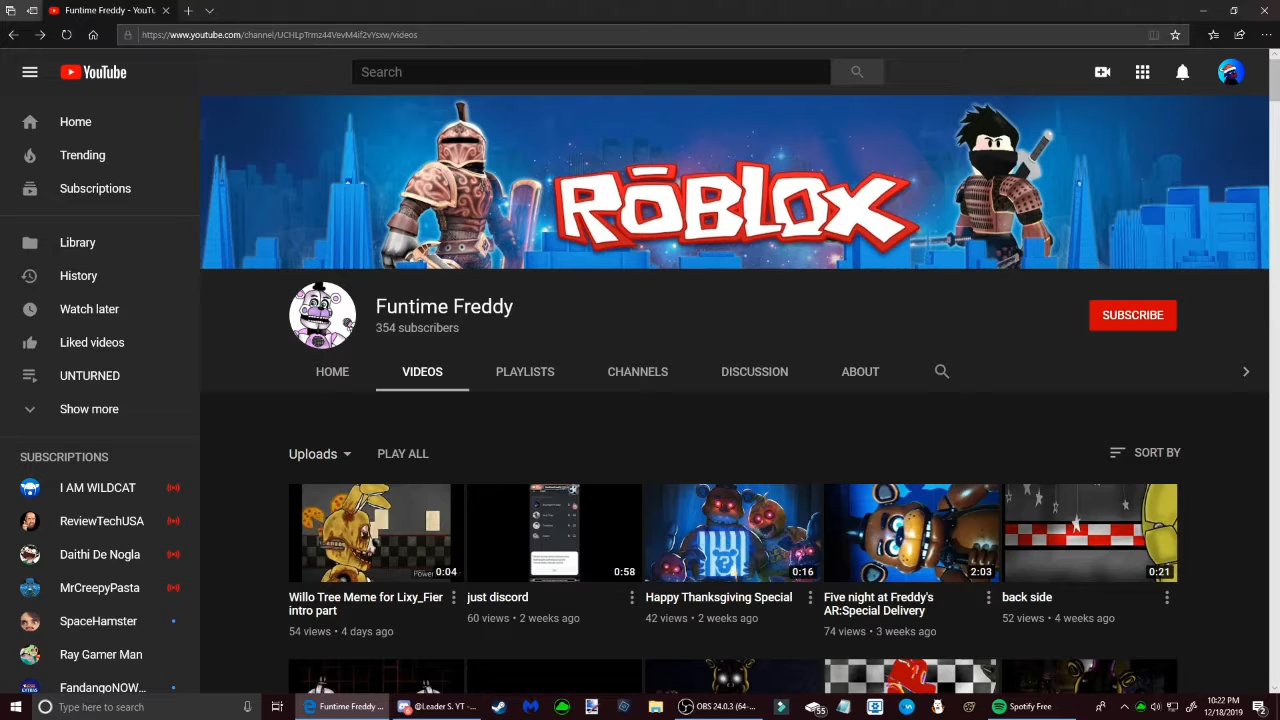 Funtime Freddy - YouTu
https://www.youtube.com/channel/UCHLpTrmz44VevM4if2vYsxw/videos
YouTube
Search
Home
Trending
Subscriptions
Library
History
Watch later
Liked videos
UNTURNED
Show more
SUBSCRIPTIONS
I AM WILDCAT
ReviewTechUSA
Daithi De Nogla
MrCreepyPasta
SpaceHamster
Ray Gamer Man
FandangoNOW...
ROBLOX
Funtime Freddy
354 subscribers
SUBSCRIBE
HOME VIDEOS PLAYLISTS CHANNELS DISCUSSION ABOUT
Uploads PLAY ALL SORT BY
0:04 0:58 0:16 2:03 0:21
Willo Tree Meme for Lixy_Fier
intro part
54 views • 4 days ago
just discord
60 views • 2 weeks ago
Happy Thanksgiving Special
42 views • 2 weeks ago
Five night at Freddy's
AR:Special Delivery
74 views • 3 weeks ago
back side
52 views • 4 weeks ago
Type here to search
Funtime Freddy ...
@Leader S. YT -...
OBS 24.0.3 (64-...
35
Spotify Free
10:22 PM
12/18/2019
2